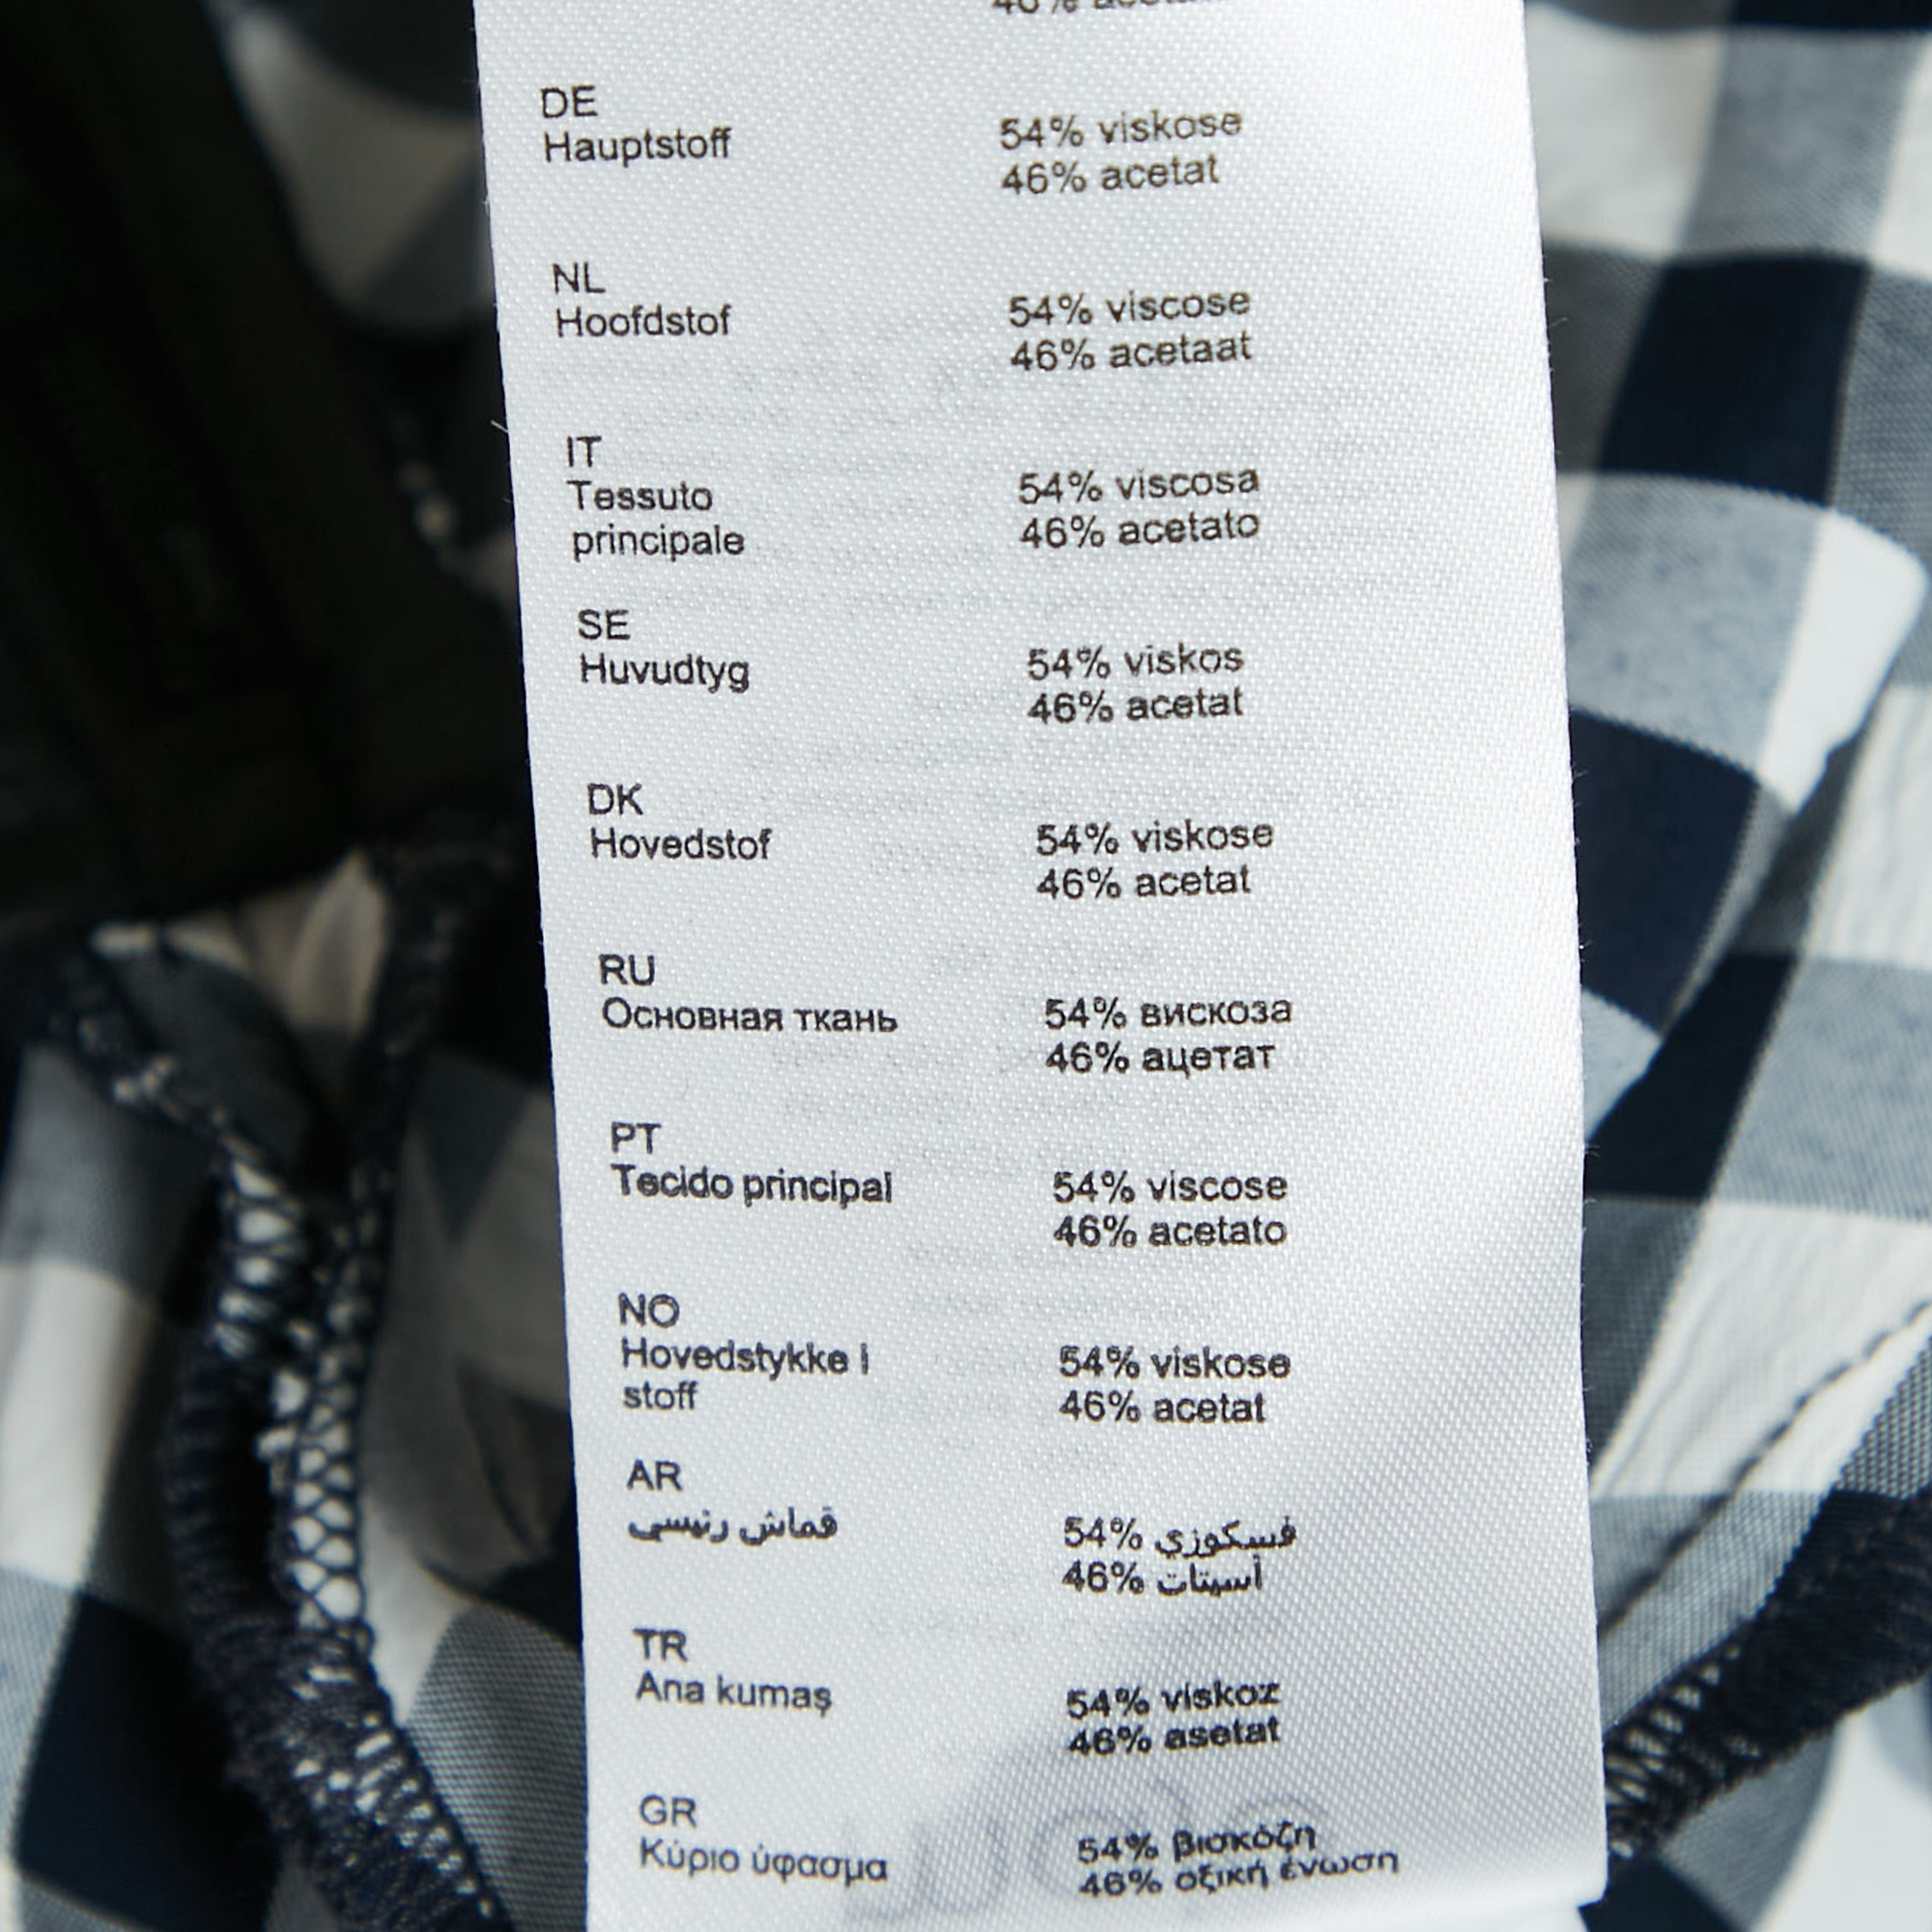 DE
Hauptstoff
54% viskose
46% acetat
NL
Hoofdstof
54% viscose
46% acetaat
IT
Tessuto
principale
54% viscosa
46% acetato
SE
Huvudtyg
54% viskos
46% acetat
DK
Hovedstof
54% viskose
46% acetat
RU
Основная ткань
54% вискоза
46% ацетат
PT
Tecido principal
54% viscose
46% acetato
NO
Hovedstykke i
stoff
54% viskose
46% acetat
AR
قماش رئيسي
54% فسكوزي
46% أسيتات
TR
Ana kumaş
54% viskoz
46% asetat
GR
Κύριο ύφασμα
54% βισκόζη
46% οξική ένωση